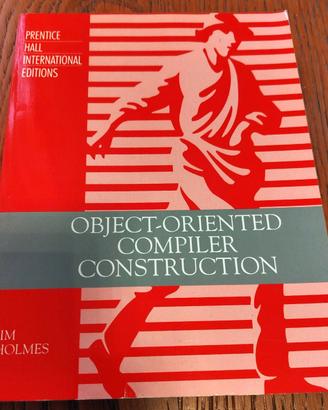 PRENTICE
HALL
INTERNATIONAL
EDITIONS
OBJECT-ORIENTED
COMPILER
CONSTRUCTION
IM
HOLMES